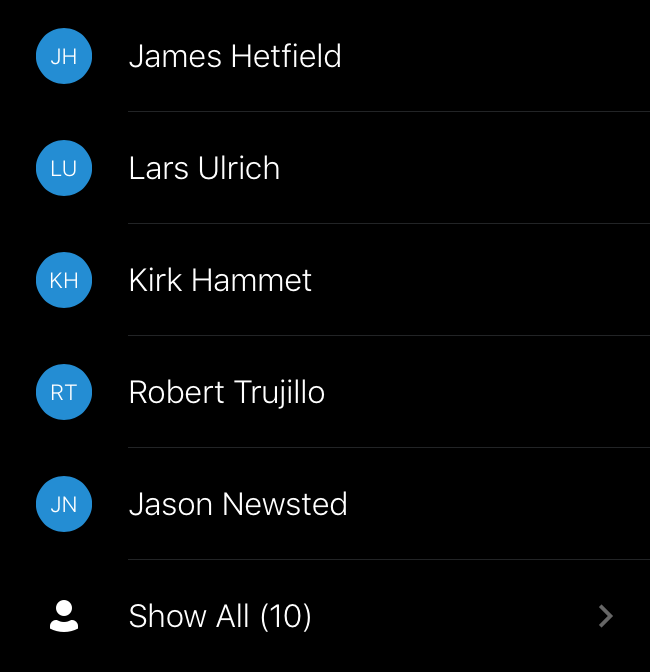 JH James Hetfield
LU Lars Ulrich
KH Kirk Hammet
RT Robert Trujillo
JN Jason Newsted
Show All (10)